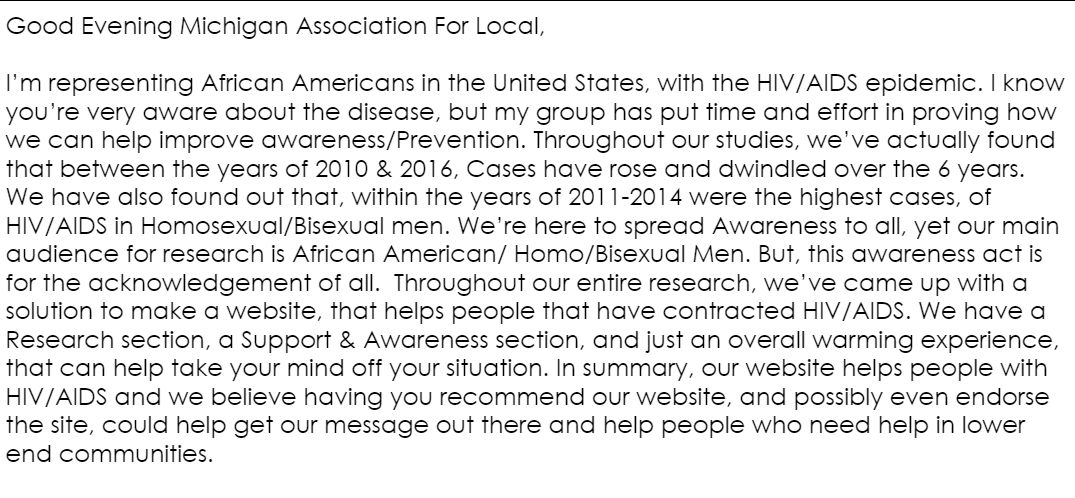 Good Evening Michigan Association For Local,
I'm representing African Americans in the United States, with the HIV/AIDS epidemic. I know
you're very aware about the disease, but my group has put time and effort in proving how
we can help improve awareness/Prevention. Throughout our studies, we've actually found
that between the years of 2010 & 2016, Cases have rose and dwindled over the 6 years.
We have also found out that, within the years of 2011-2014 were the highest cases, of
HIV/AIDS in Homosexual/Bisexual men. We're here to spread Awareness to all, yet our main
audience for research is African American/ Homo/Bisexual Men. But, this awareness act is
for the acknowledgement of all.  Throughout our entire research, we've came up with a
solution to make a website, that helps people that have contracted HIV/AIDS. We have a
Research section, a Support & Awareness section, and just an overall warming experience,
that can help take your mind off your situation. In summary, our website helps people with
HIV/AIDS and we believe having you recommend our website, and possibly even endorse
the site, could help get our message out there and help people who need help in lower
end communities.